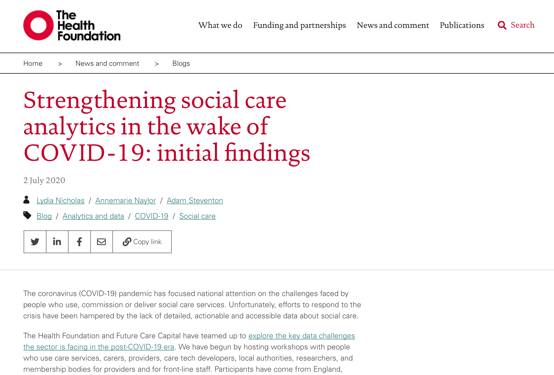 The
Health
Foundation
What we do Funding and partnerships News and comment Publications Search
Home > News and comment > Blogs
Strengthening social care
analytics in the wake of
COVID-19: initial findings
2 July 2020
Lydia Nicholas / Annemarie Naylor / Adam Steventon
Blog / Analytics and data / COVID-19 / Social care
Copy link
The coronavirus (COVID-19) pandemic has focused national attention on the challenges faced by
people who use, commission or deliver social care services. Unfortunately, efforts to respond to the
crisis have been hampered by the lack of detailed, actionable and accessible data about social care.
The Health Foundation and Future Care Capital have teamed up to explore the key data challenges
the sector is facing in the post-COVID-19 era. We have begun by hosting workshops with people
who use care services, carers, providers, care tech developers, local authorities, researchers, and
membership bodies for providers and for front-line staff. Participants have come from England,